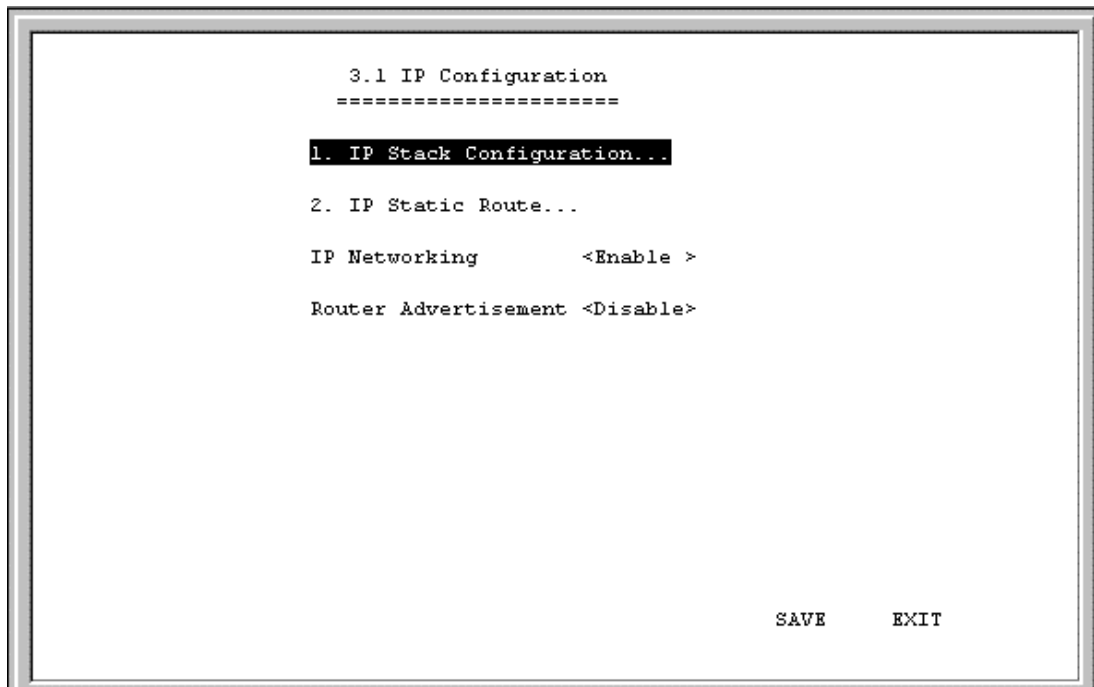 3.1 IP Configuration
======================
1. IP Stack Configuration...
2. IP Static Route...
IP Networking <Enable >
Router Advertisement <Disable>
SAVE EXIT